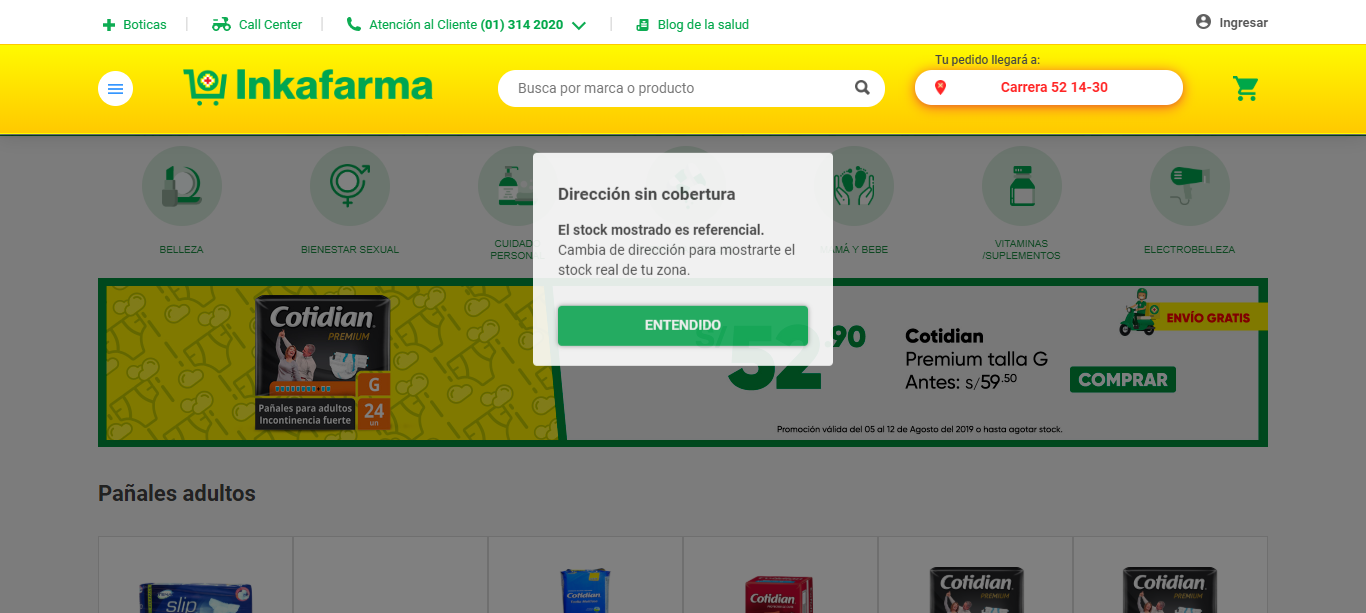 Boticas
Call Center
Atención al Cliente (01) 314 2020
Blog de la salud
Ingresar
Inkafarma
Busca por marca o producto
Tu pedido llegará a:
Carrera 52 14-30
Dirección sin cobertura
El stock mostrado es referencial.
Cambia de dirección para mostrarte el
stock real de tu zona.
ENTENDIDO
BELLEZA
BIENESTAR SEXUAL
CUIDADO
PERSONAL
MAMÁ Y BEBE
VITAMINAS
/SUPLEMENTOS
ELECTROBELLEZA
Cotidian
PREMIUM
G
24
un
Pañales para adultos
Incontinencia fuerte
S/52.90
Cotidian
Premium talla G
Antes: s/59.50
ENVÍO GRATIS
COMPRAR
Promoción válida del 05 al 12 de Agosto del 2019 o hasta agotar stock.
Pañales adultos
slip
Cotidian
Cotidian
Cotidian
PREMIUM
Cotidian
PREMIUM